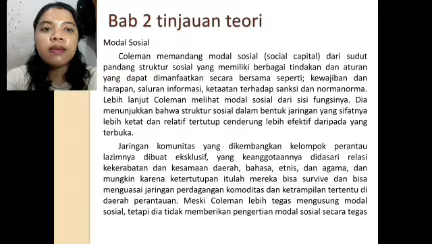 Bab 2 tinjauan teori
Modal Sosial
Coleman memandang modal sosial (social capital) dari sudut
pandang struktur sosial yang memiliki berbagai tindakan dan aturan
yang dapat dimanfaatkan secara bersama seperti; kewajiban dan
harapan, saluran informasi, ketaatan terhadap sanksi dan normanorma.
Lebih lanjut Coleman melihat modal sosial dari sisi fungsinya. Dia
menunjukkan bahwa struktur sosial dalam bentuk jaringan yang sifatnya
lebih ketat dan relatif tertutup cenderung lebih efektif daripada yang
terbuka.
Jaringan komunitas yang dikembangkan kelompok perantau
lazimnya dibuat eksklusif, yang keanggotaannya didasari relasi
kekerabatan dan kesamaan daerah, bahasa, etnis, dan agama, dan
mungkin karena ketertutupan itulah mereka bisa survive dan bisa
menguasai jaringan perdagangan komoditas dan ketrampilan tertentu di
daerah perantauan. Meski Coleman lebih tegas mengusung modal
sosial, tetapi dia tidak memberikan pengertian modal sosial secara tegas